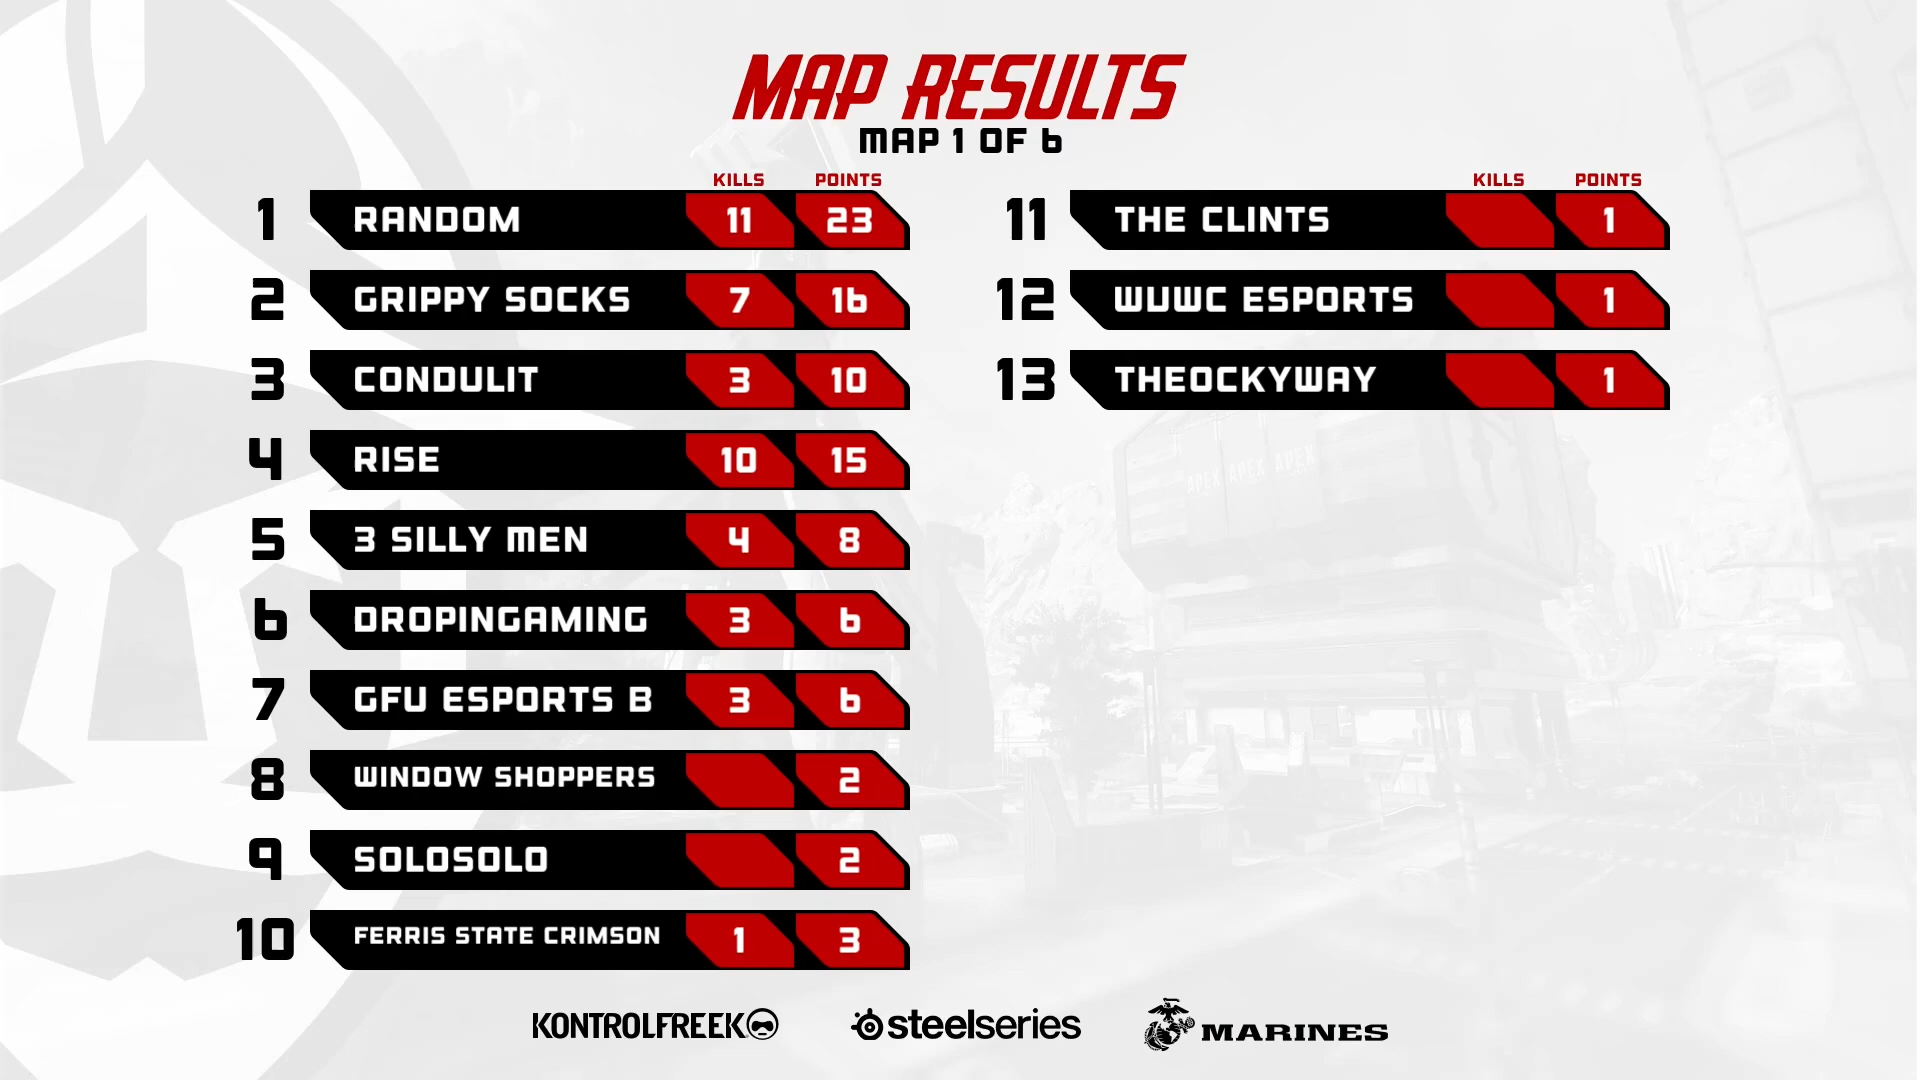 MAP RESULTS
MAP 1 OF 6
KILLS POINTS
1 RANDOM 11 23
2 GRIPPY SOCKS 7 16
3 CONDULIT 3 10
4 RISE 10 15
5 3 SILLY MEN 4 8
6 DROPINGAMING 3 6
7 GFU ESPORTS B 3 6
8 WINDOW SHOPPERS 2
9 SOLOSOLO 2
10 FERRIS STATE CRIMSON 1 3
KILLS POINTS
11 THE CLINTS 1
12 WUWC ESPORTS 1
13 THEOCKYWAY 1
APEX APEX APEX
KONTROLFREEK
steelseries
MARINES